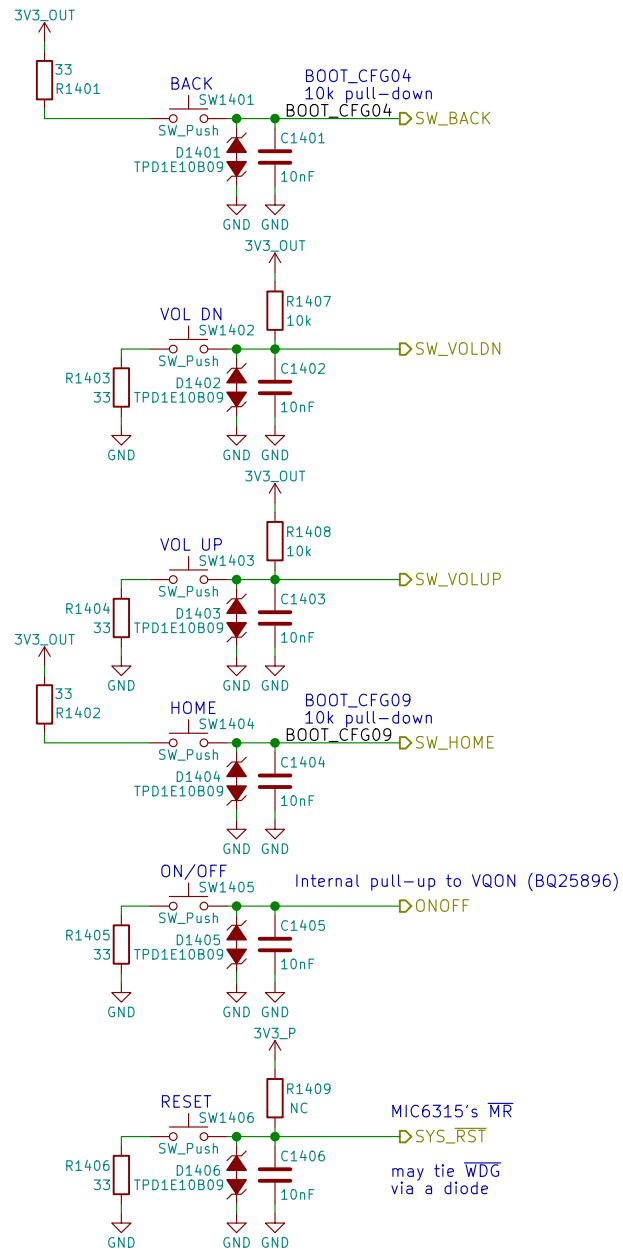 3V3_OUT
33
R1401
BACK
SW1401
SW_Push
BOOT_CFG04
10k pull-down
BOOT_CFG04
SW_BACK
D1401
TPD1E10B09
C1401
10nF
GND
GND
3V3_OUT
R1407
10k
VOL DN
SW1402
SW_Push
SW_VOLDN
R1403
33
D1402
TPD1E10B09
C1402
10nF
GND
GND
GND
3V3_OUT
R1408
10k
VOL UP
SW1403
SW_Push
SW_VOLUP
R1404
33
D1403
TPD1E10B09
C1403
10nF
GND
GND
GND
3V3_OUT
33
R1402
HOME
SW1404
SW_Push
BOOT_CFG09
10k pull-down
BOOT_CFG09
SW_HOME
D1404
TPD1E10B09
C1404
10nF
GND
GND
ON/OFF
SW1405
SW_Push
Internal pull-up to VQON (BQ25896)
ONOFF
R1405
33
D1405
TPD1E10B09
C1405
10nF
GND
GND
GND
3V3_P
R1409
NC
RESET
SW1406
SW_Push
MIC6315's MR
SYS_RST
may tie WDG
via a diode
R1406
33
D1406
TPD1E10B09
C1406
10nF
GND
GND
GND